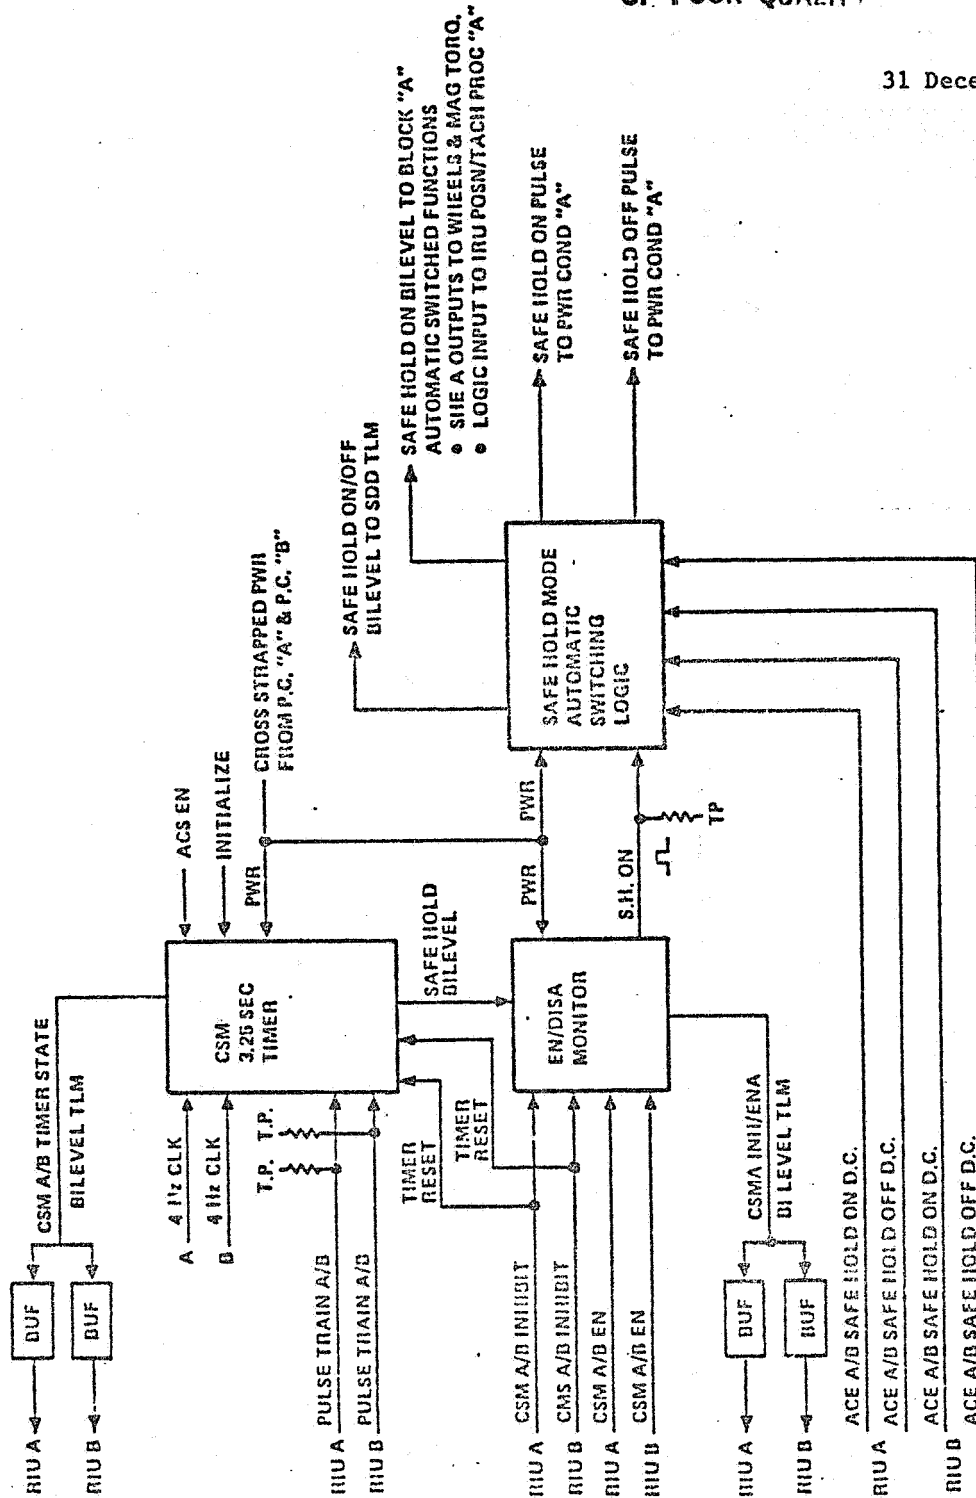 OF POOR QUALITY
31 Dece
CSM A/B TIMER STATE
BILEVEL TLM
BUF
BUF
RIU A
RIU B
A
4 Hz CLK
B
4 Hz CLK
T.P.
T.P.
RIU A
PULSE TRAIN A/B
RIU B
PULSE TRAIN A/B
CSM
3.25 SEC
TIMER
ACS EN
INITIALIZE
PWR
CROSS STRAPPED PWR
FROM P.C. "A" & P.C. "B"
TIMER
RESET
TIMER
RESET
SAFE HOLD
BILEVEL
RIU A
CSM A/B INHIBIT
RIU B
CMS A/B INHIBIT
RIU A
CSM A/B EN
RIU B
CSM A/B EN
EN/DISA
MONITOR
PWR
PWR
S.H. ON
TP
SAFE HOLD MODE
AUTOMATIC
SWITCHING
LOGIC
SAFE HOLD ON/OFF
BILEVEL TO SDD TLM
SAFE HOLD ON BILEVEL TO BLOCK "A"
AUTOMATIC SWITCHED FUNCTIONS
• SHE A OUTPUTS TO WHEELS & MAG TORQ.
• LOGIC INPUT TO IRU POSN/TACH PROC "A"
SAFE HOLD ON PULSE
TO PWR COND "A"
SAFE HOLD OFF PULSE
TO PWR COND "A"
CSMA INH/ENA
BI LEVEL TLM
BUF
BUF
RIU A
RIU B
ACE A/B SAFE HOLD ON D.C.
RIU A
ACE A/B SAFE HOLD OFF D.C.
ACE A/B SAFE HOLD ON D.C.
RIU B
ACE A/B SAFE HOLD OFF D.C.